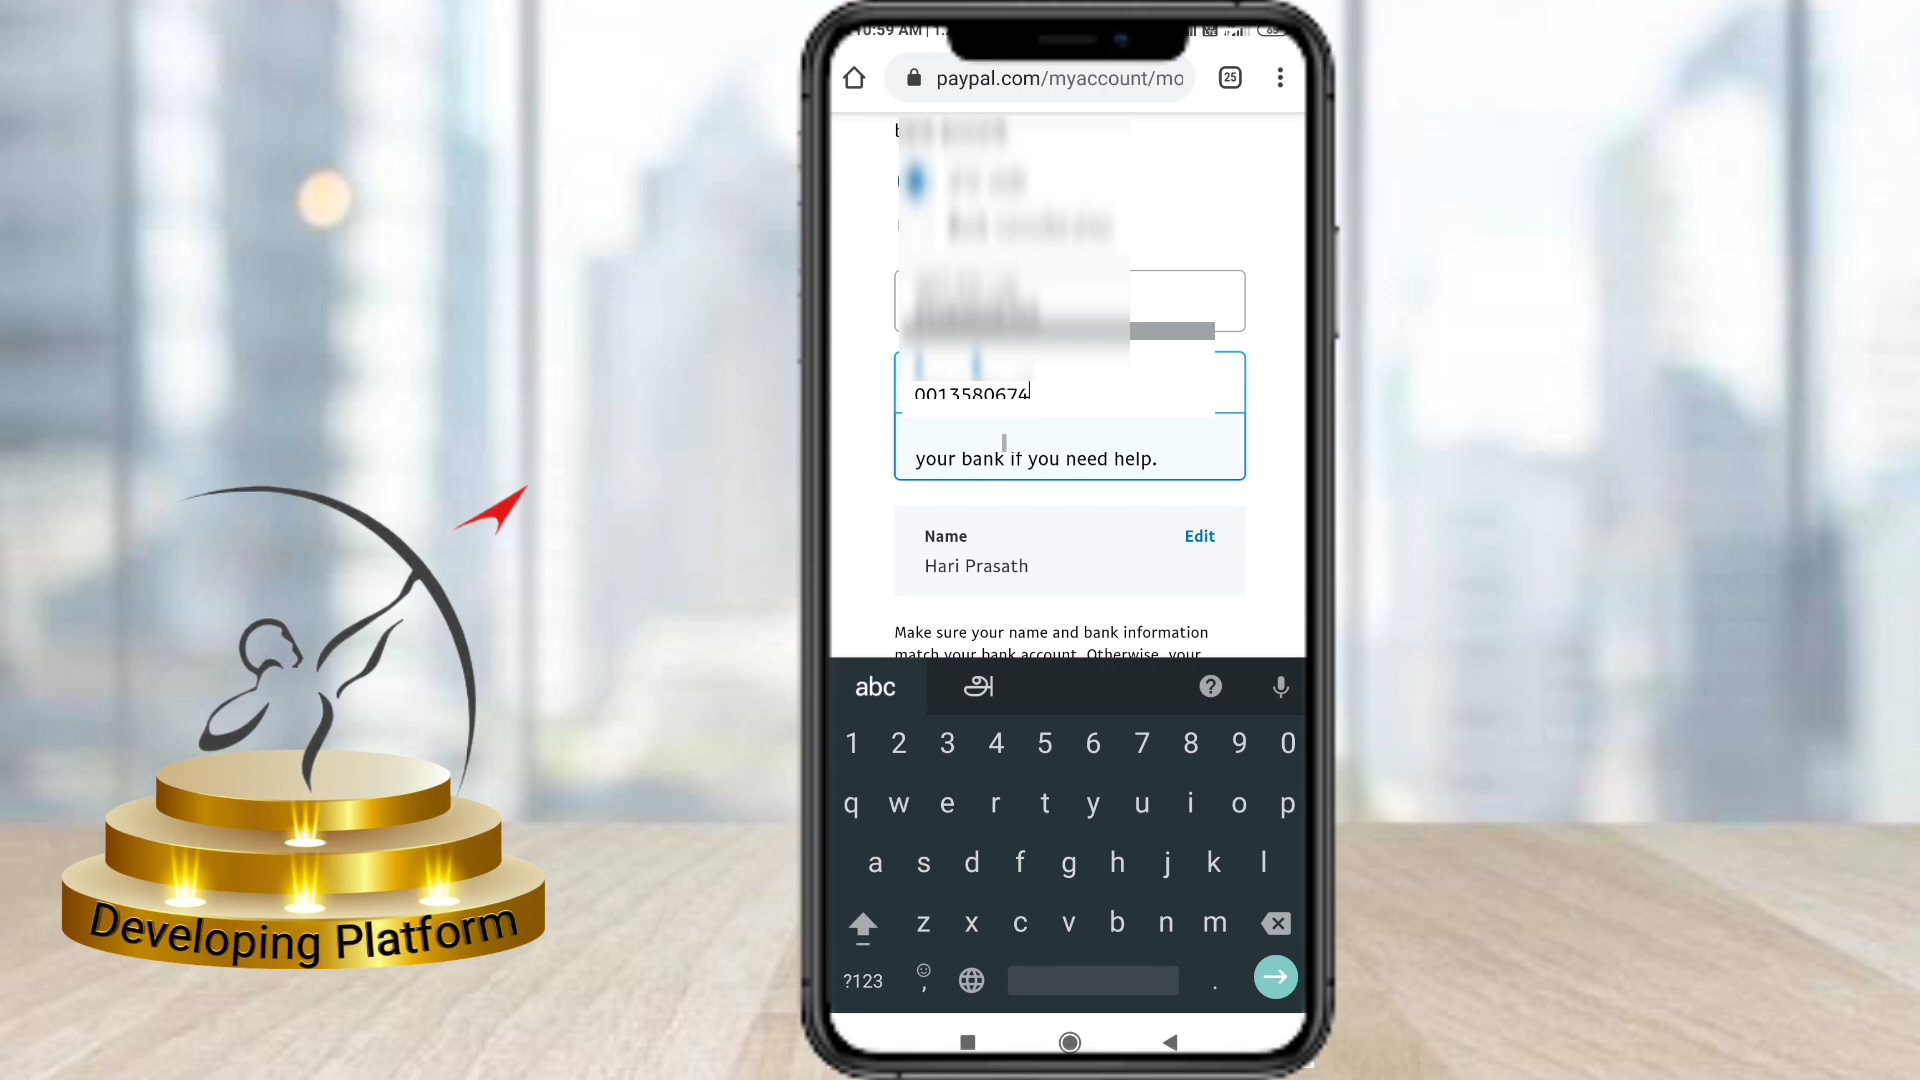 10:59 AM | 1.
paypal.com/myaccount/mo
25
0013580674
your bank if you need help.
Name
Edit
Hari Prasath
Make sure your name and bank information
match your bank account. Otherwise, your
abc அ
1 2 3 4 5 6 7 8 9 0
q w e r t y u i o p
a s d f g h j k l
z x c v b n m
?123 , .
Developing Platform